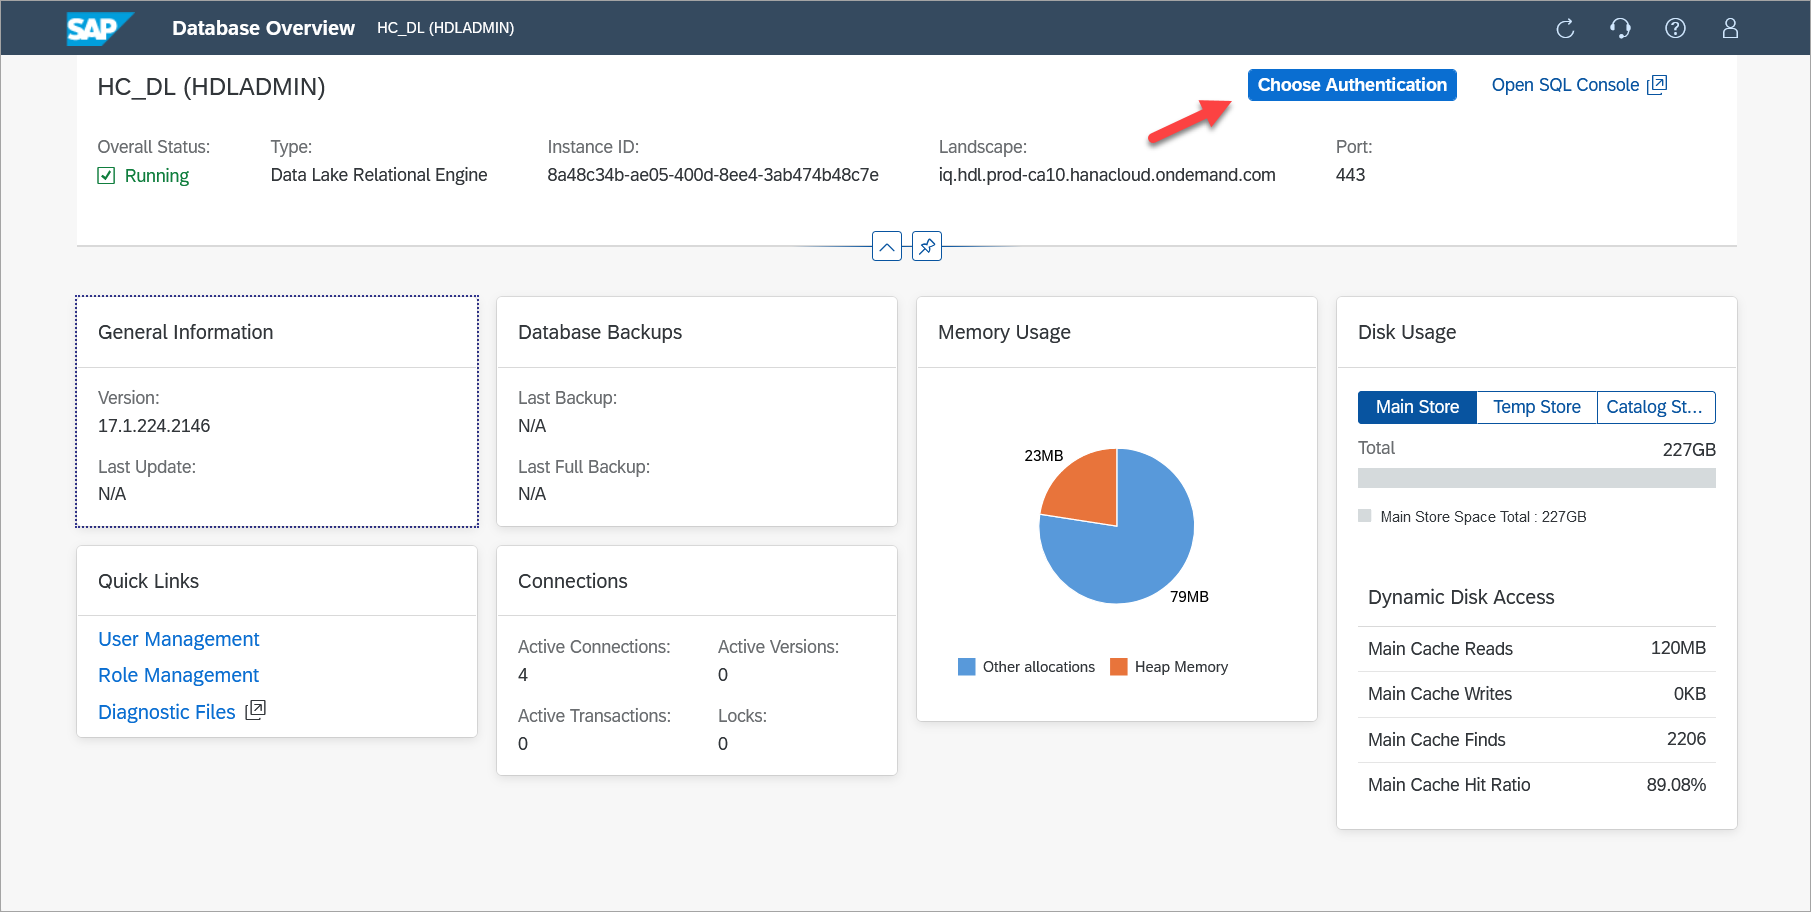 SAP
Database Overview HC_DL (HDLADMIN)
HC_DL (HDLADMIN)
Choose Authentication
Open SQL Console
Overall Status:
Running
Type:
Data Lake Relational Engine
Instance ID:
8a48c34b-ae05-400d-8ee4-3ab474b48c7e
Landscape:
iq.hdl.prod-ca10.hanacloud.ondemand.com
Port:
443
General Information
Version:
17.1.224.2146
Last Update:
N/A
Database Backups
Last Backup:
N/A
Last Full Backup:
N/A
Memory Usage
23MB
79MB
Other allocations
Heap Memory
Disk Usage
Main Store
Temp Store
Catalog St...
Total 227GB
Main Store Space Total : 227GB
Dynamic Disk Access
Main Cache Reads 120MB
Main Cache Writes 0KB
Main Cache Finds 2206
Main Cache Hit Ratio 89.08%
Quick Links
User Management
Role Management
Diagnostic Files
Connections
Active Connections:
4
Active Versions:
0
Active Transactions:
0
Locks:
0